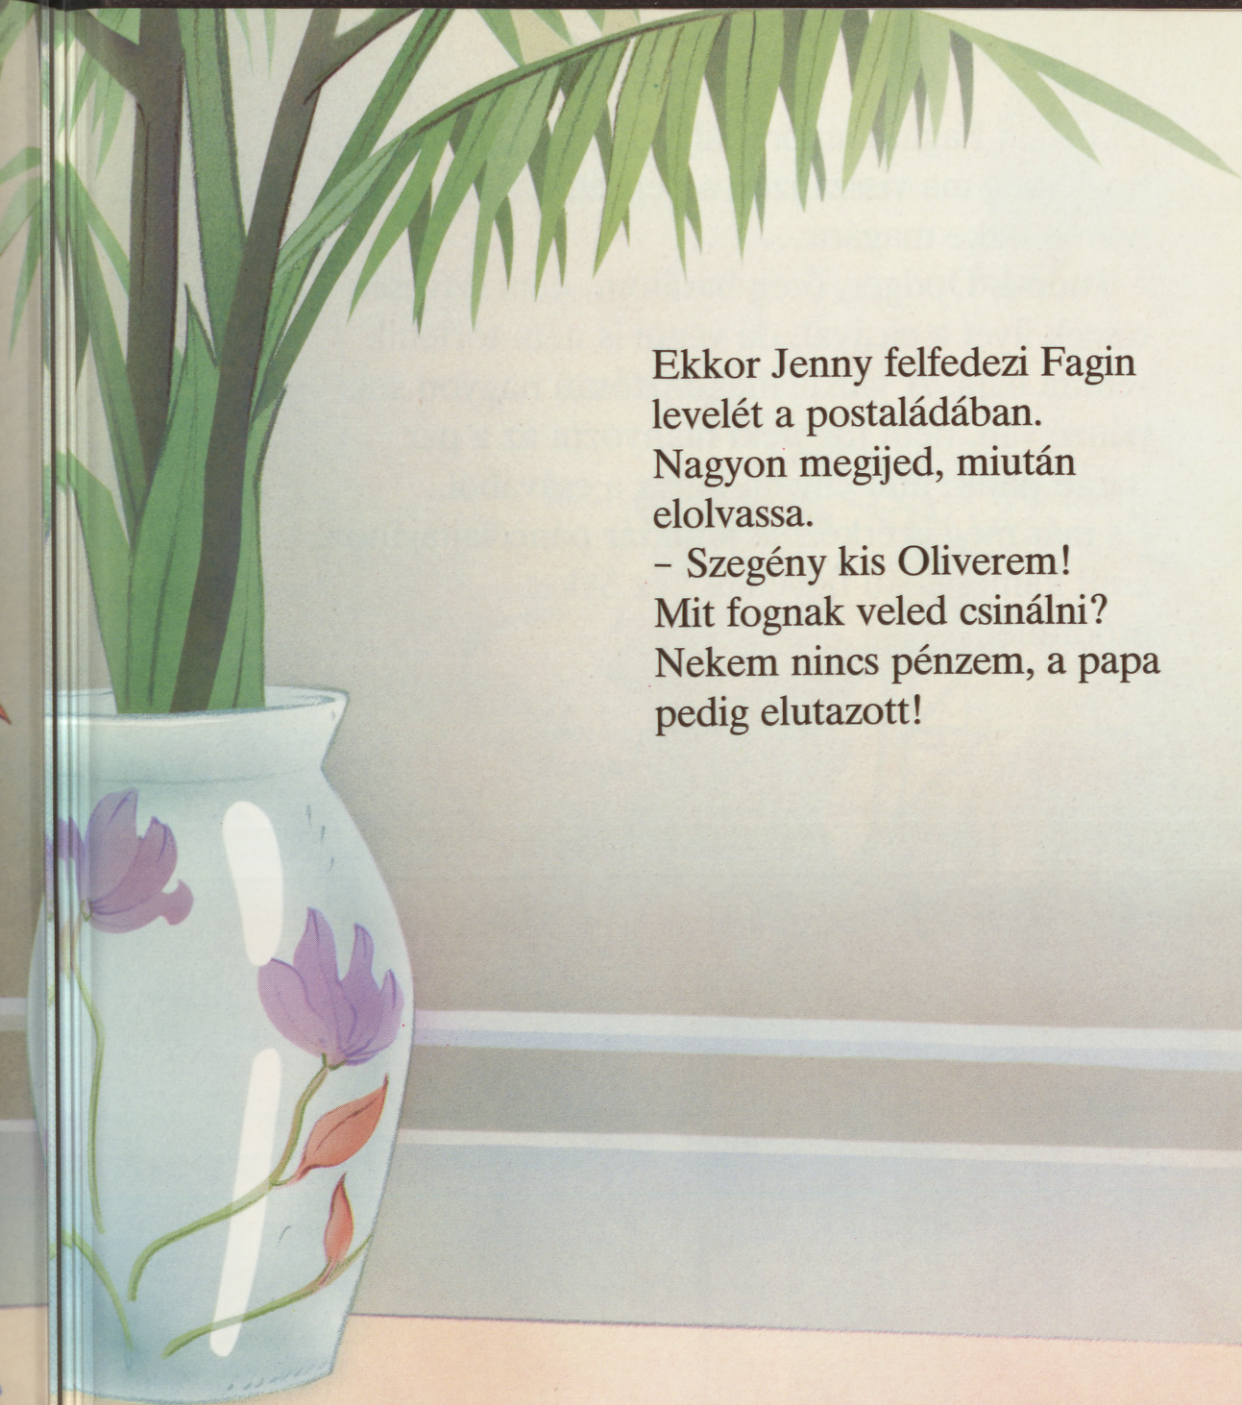 Ekkor Jenny felfedezi Fagin
levelét a postaládában.
Nagyon megijed, miután
elolvassa.
– Szegény kis Oliverem!
Mit fognak veled csinálni?
Nekem nincs pénzem, a papa
pedig elutazott!